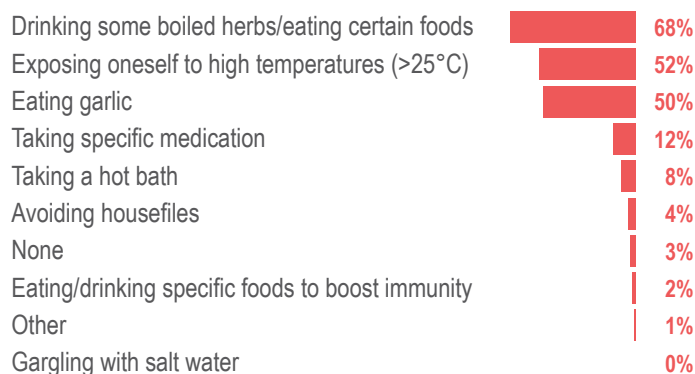 Drinking some boiled herbs/eating certain foods 68%
Exposing oneself to high temperatures (>25°C) 52%
Eating garlic 50%
Taking specific medication 12%
Taking a hot bath 8%
Avoiding housefiles 4%
None 3%
Eating/drinking specific foods to boost immunity 2%
Other 1%
Gargling with salt water 0%